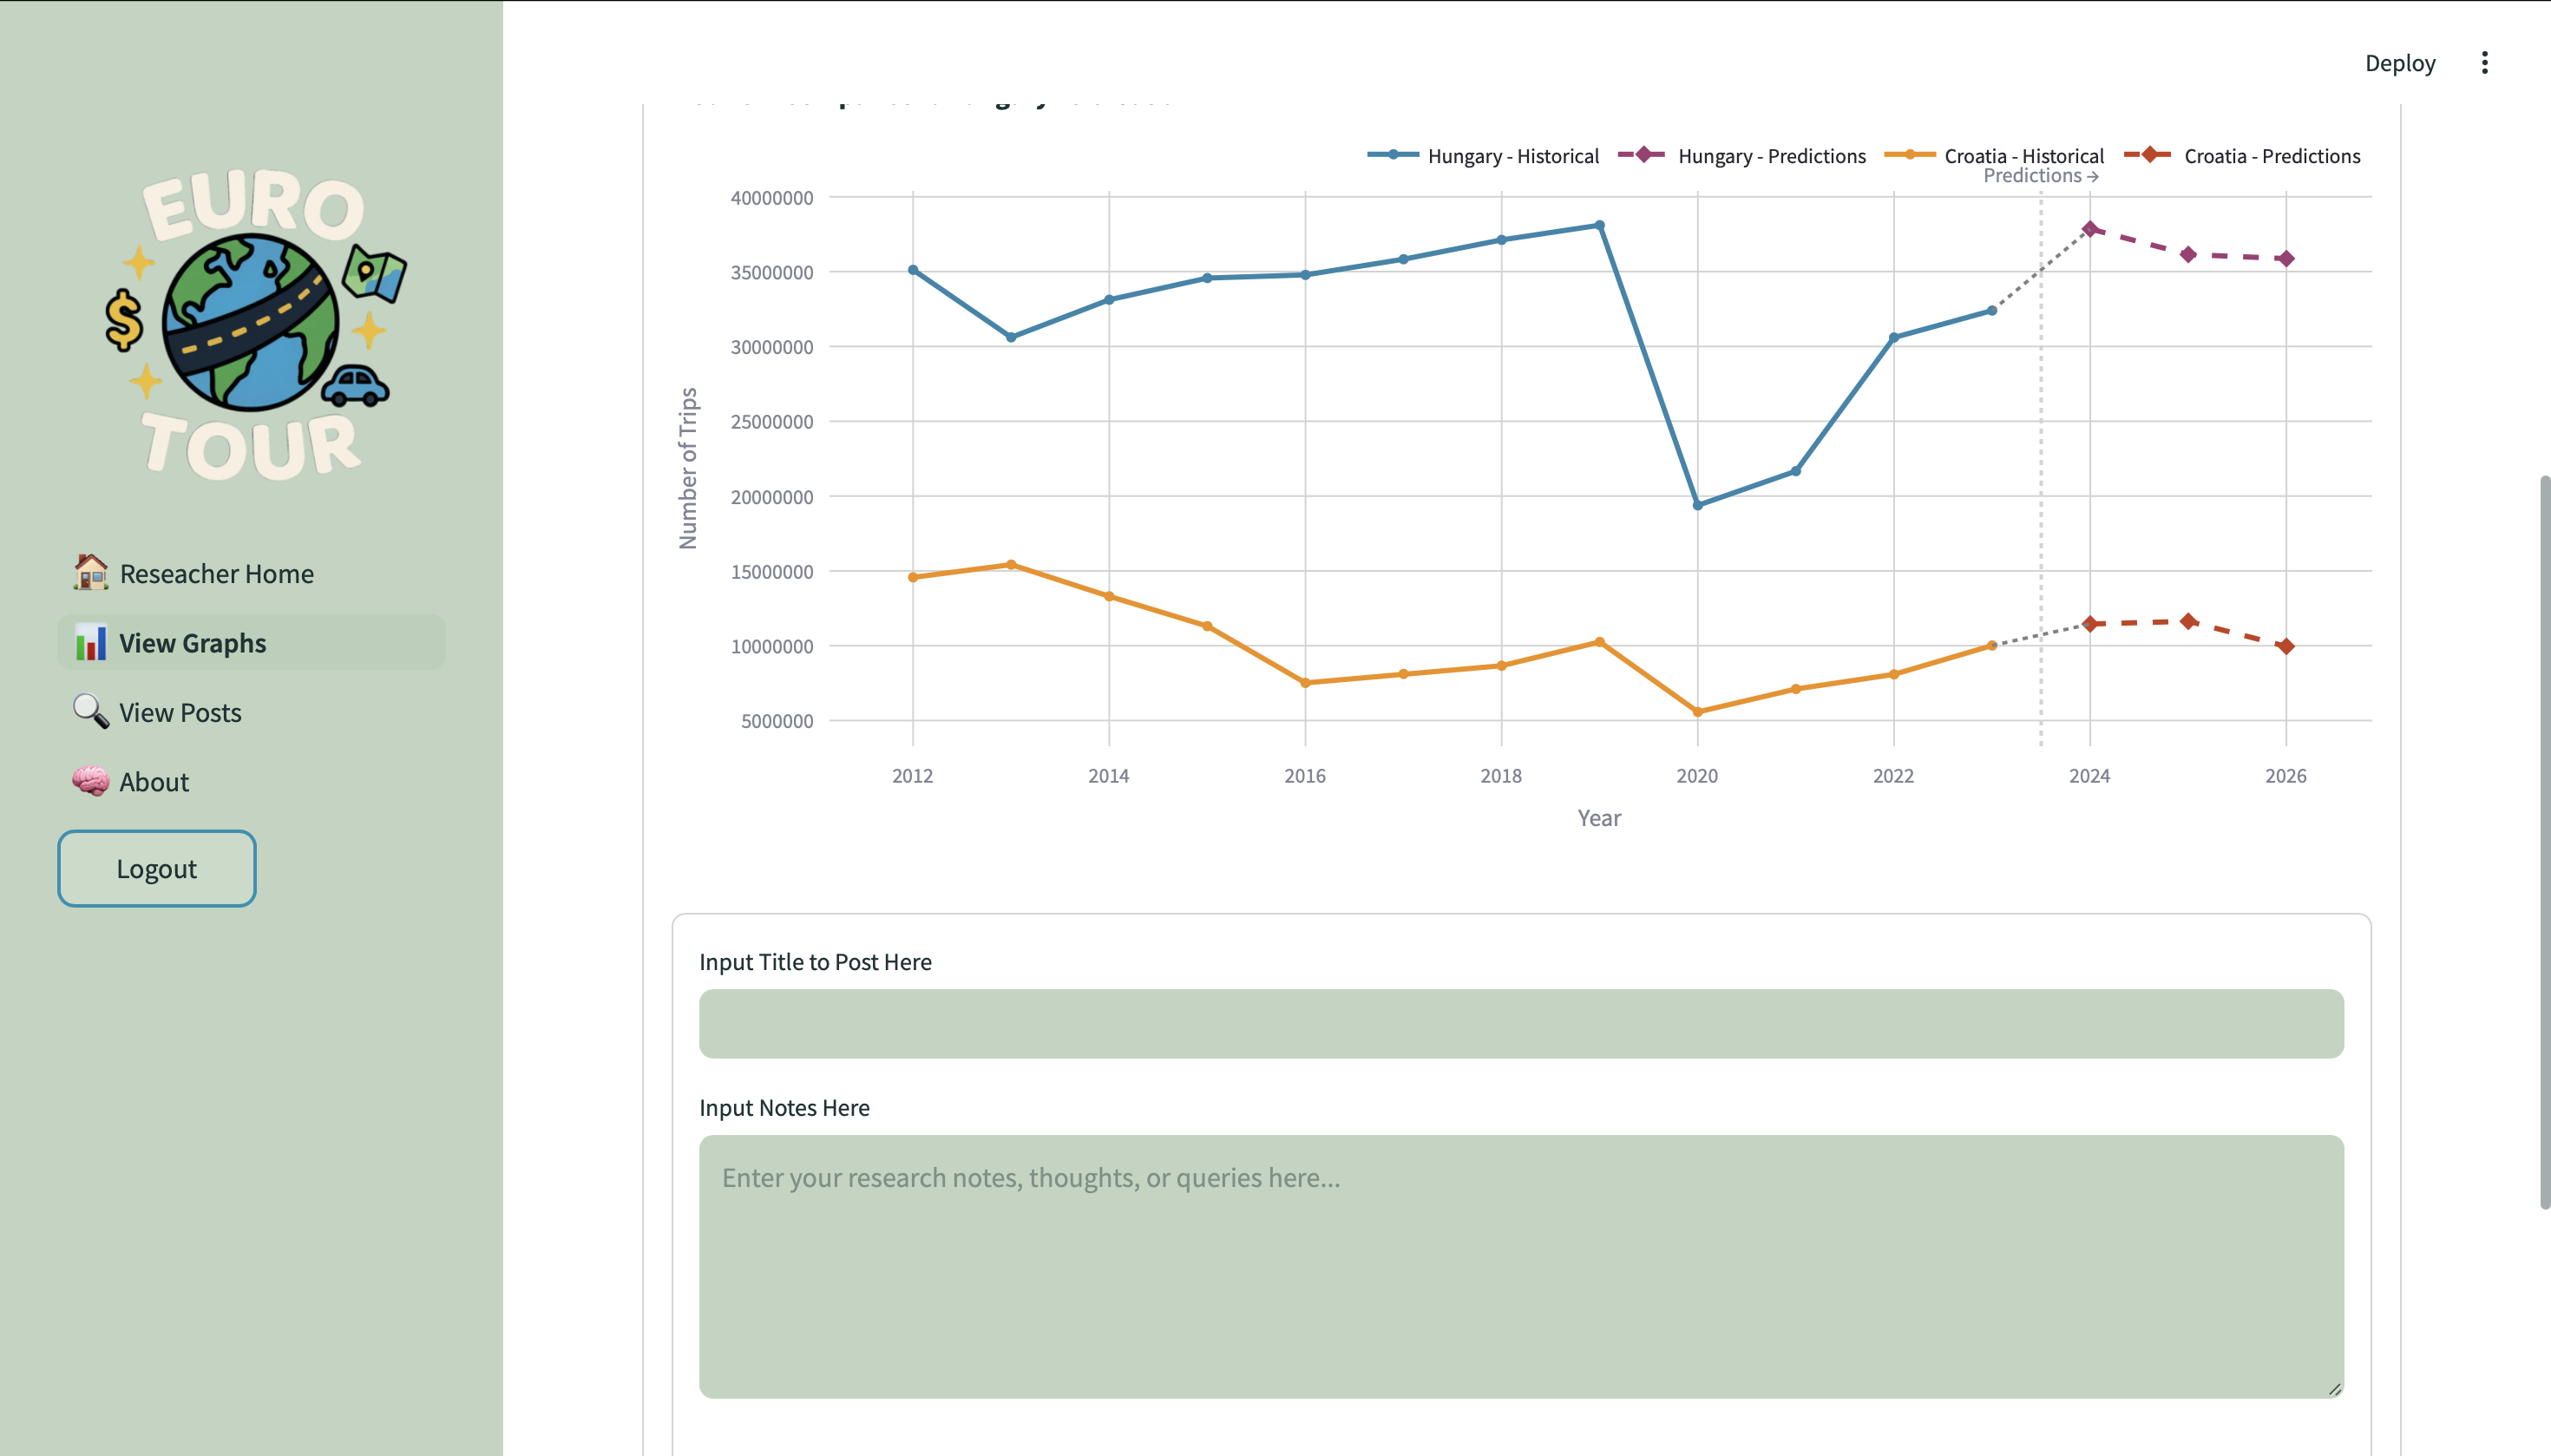 Deploy
EURO
TOUR
Reseacher Home
View Graphs
View Posts
About
Logout
Hungary - Historical
Hungary - Predictions
Croatia - Historical
Croatia - Predictions
Predictions →
40000000
35000000
30000000
25000000
20000000
15000000
10000000
5000000
Number of Trips
2012
2014
2016
2018
2020
2022
2024
2026
Year
Input Title to Post Here
Input Notes Here
Enter your research notes, thoughts, or queries here...